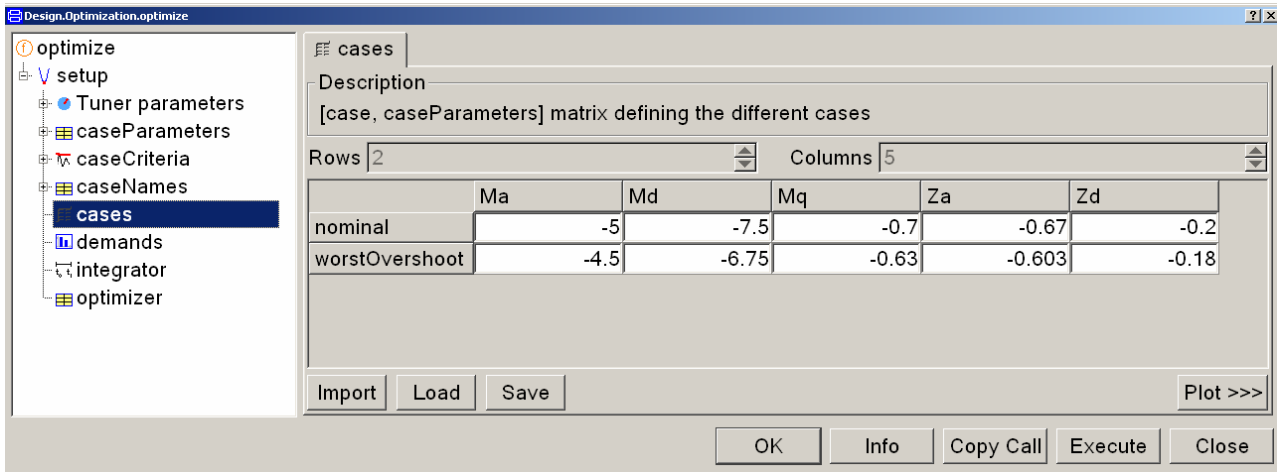 Design.Optimization.optimize
optimize
setup
Tuner parameters
caseParameters
caseCriteria
caseNames
cases
demands
integrator
optimizer
cases
Description
[case, caseParameters] matrix defining the different cases
Rows 2 Columns 5
Ma Md Mq Za Zd
nominal -5 -7.5 -0.7 -0.67 -0.2
worstOvershoot -4.5 -6.75 -0.63 -0.603 -0.18
Import Load Save Plot >>>
OK Info Copy Call Execute Close